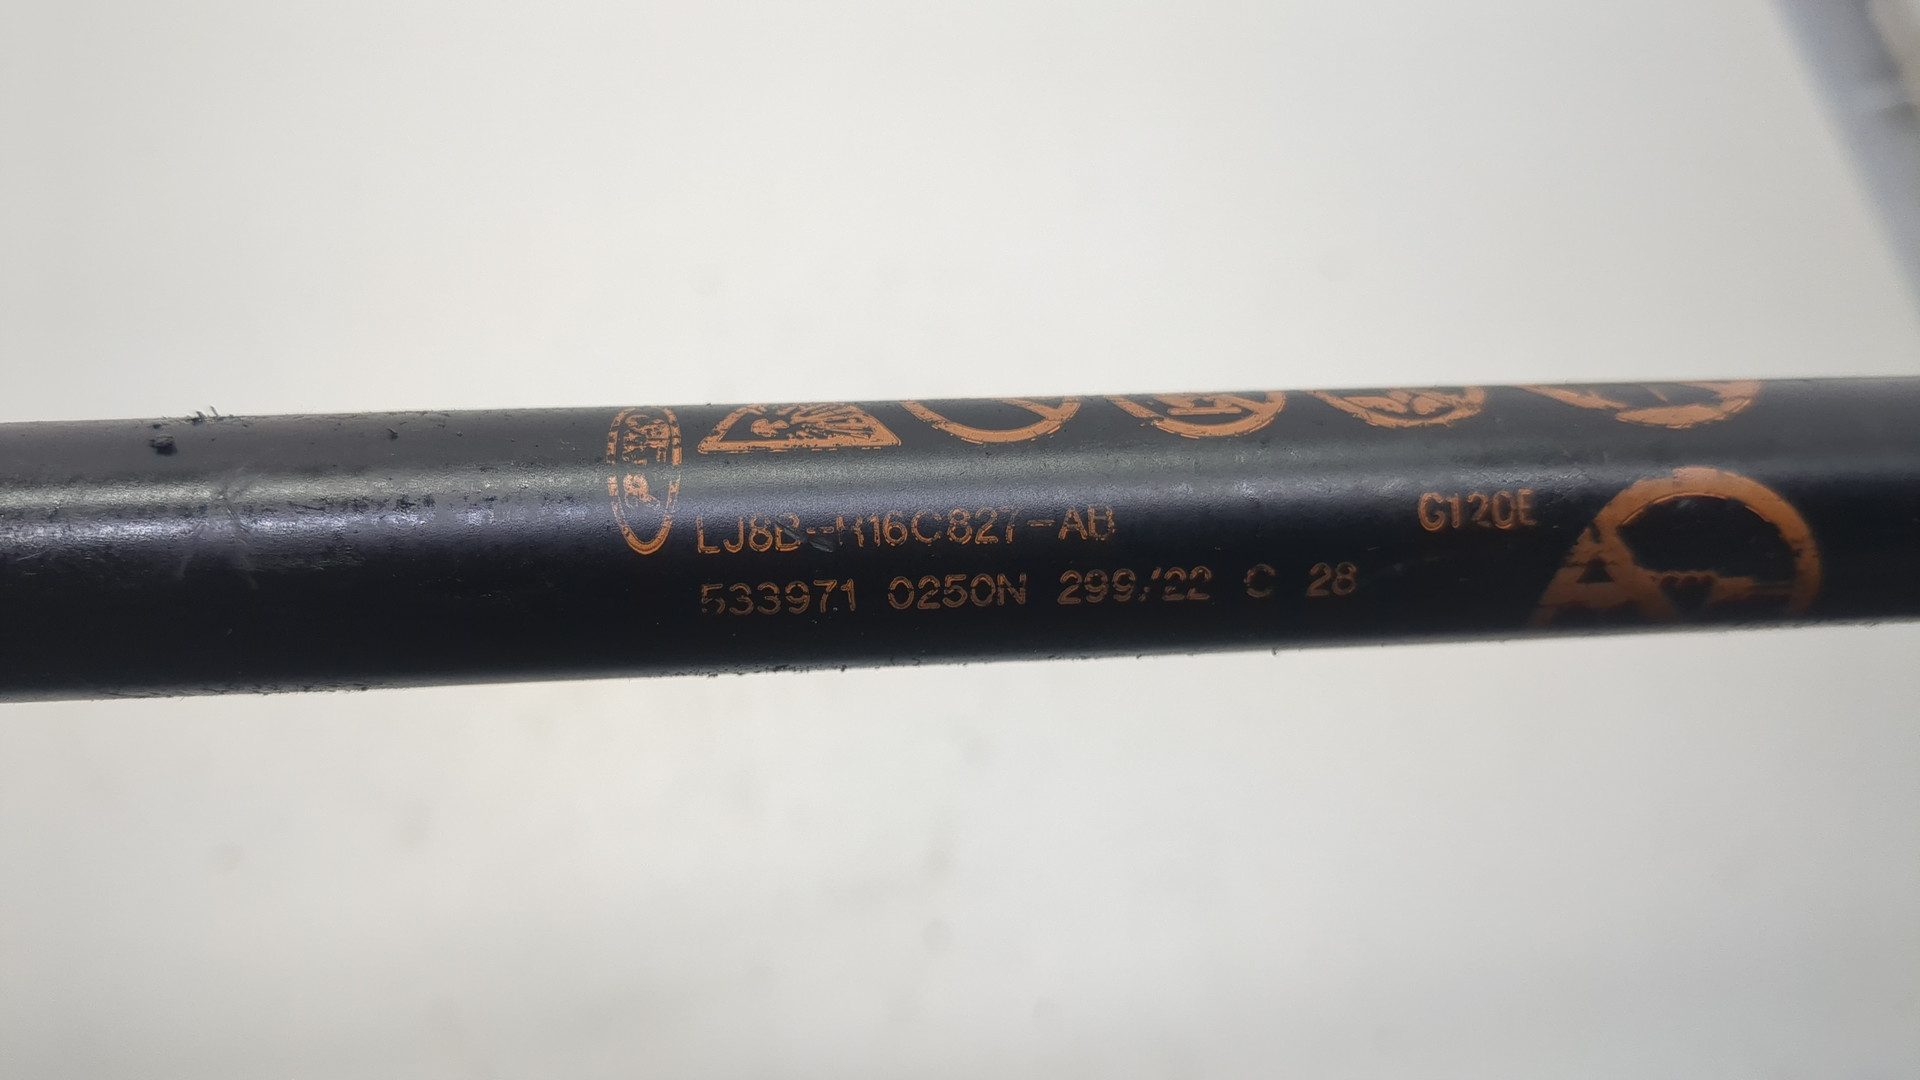 LJ8B-R16C827-AB
G120E
533971 0250N 299/22 C 28